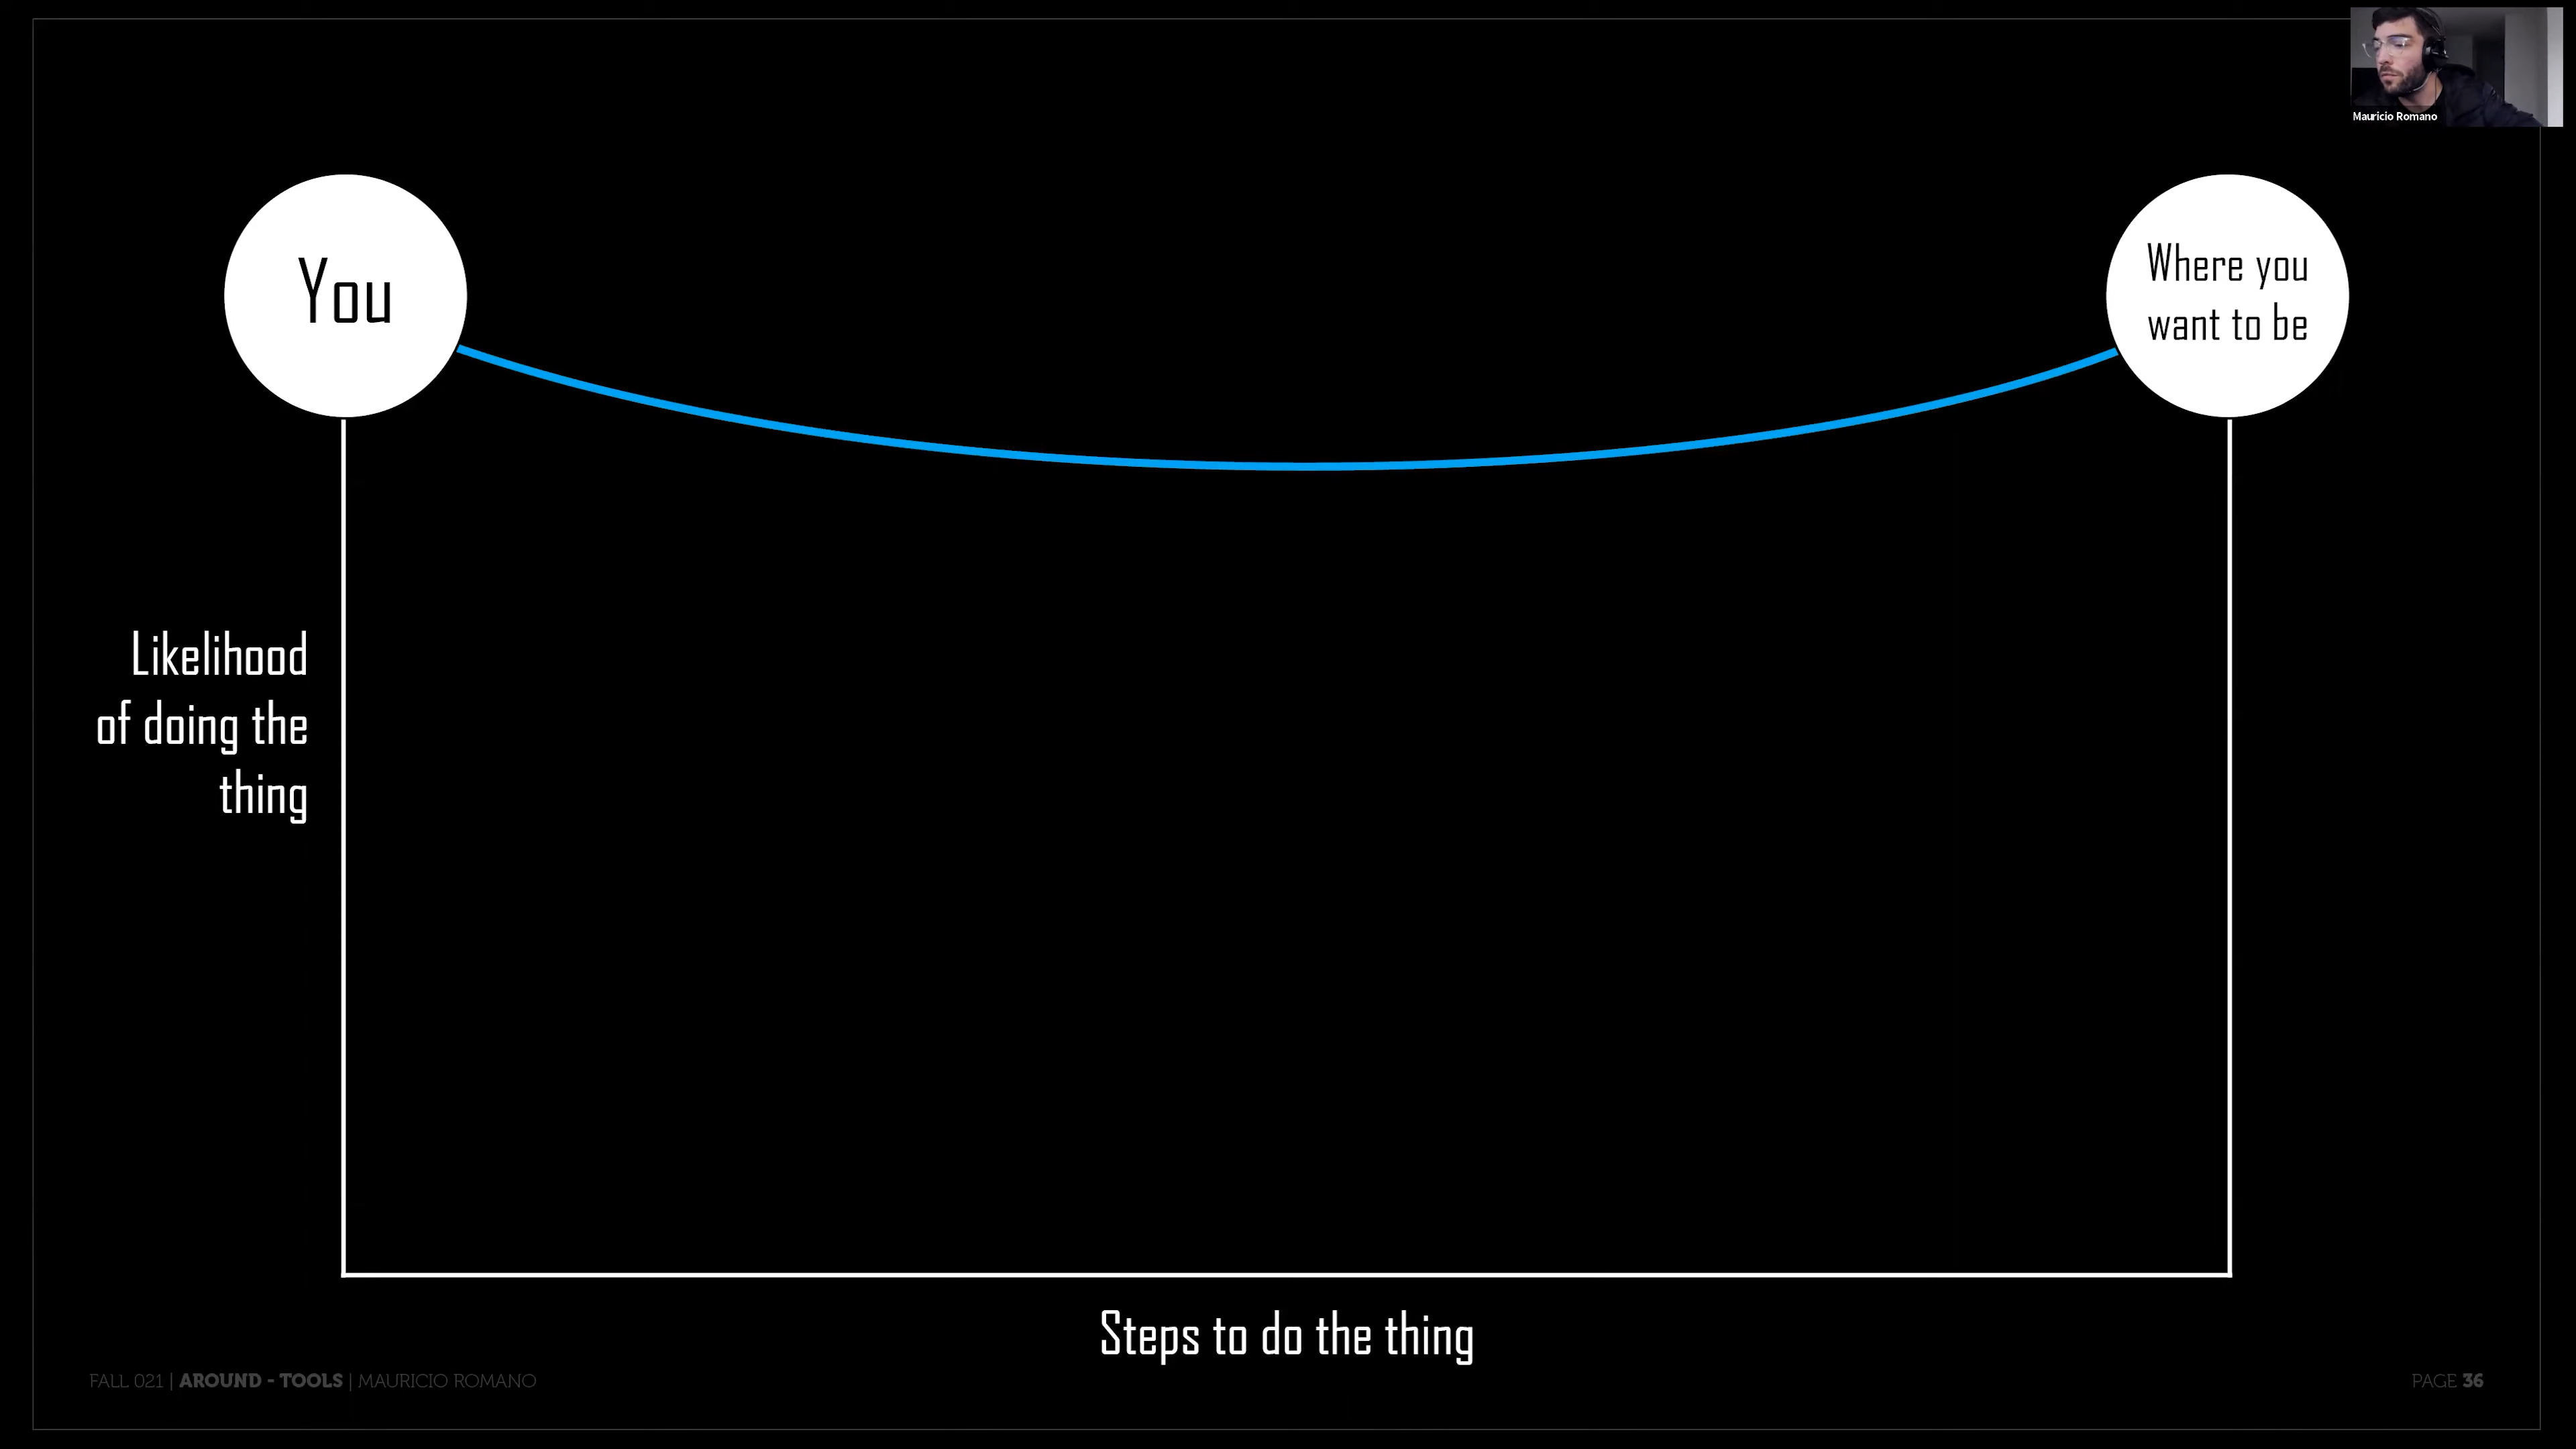 Mauricio Romano
You
Where you
want to be
Likelihood
of doing the
thing
Steps to do the thing
FALL 021 | AROUND - TOOLS | MAURICIO ROMANO
PAGE 36